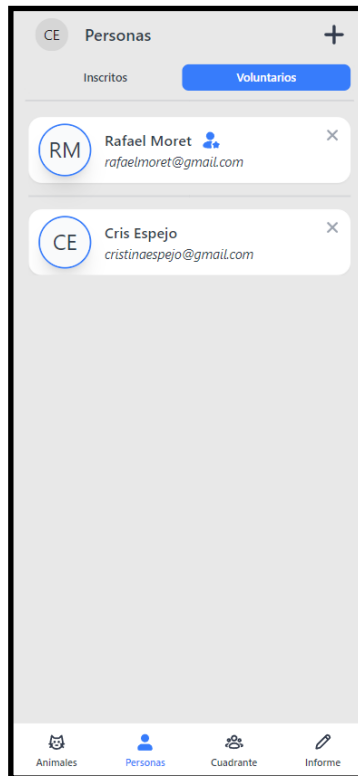 CE Personas
Inscritos Voluntarios
RM Rafael Moret
rafaelmoret@gmail.com
CE Cris Espejo
cristinaespejo@gmail.com
Animales Personas Cuadrante Informe